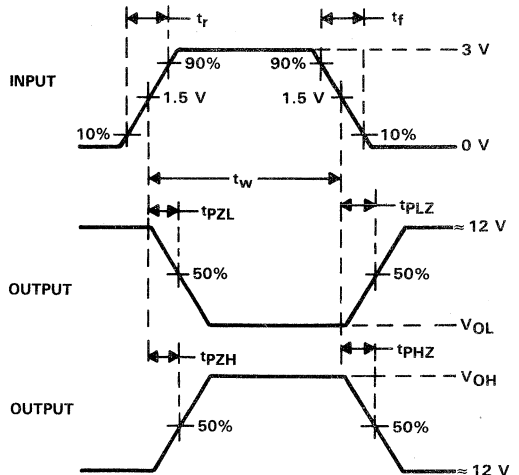 tr
tf
3 V
90%
90%
INPUT
1.5 V
1.5 V
10%
10%
0 V
tw
tPZL
tPLZ
≈ 12 V
50%
50%
OUTPUT
VOL
tPZH
tPHZ
VOH
OUTPUT
50%
50%
≈ 12 V